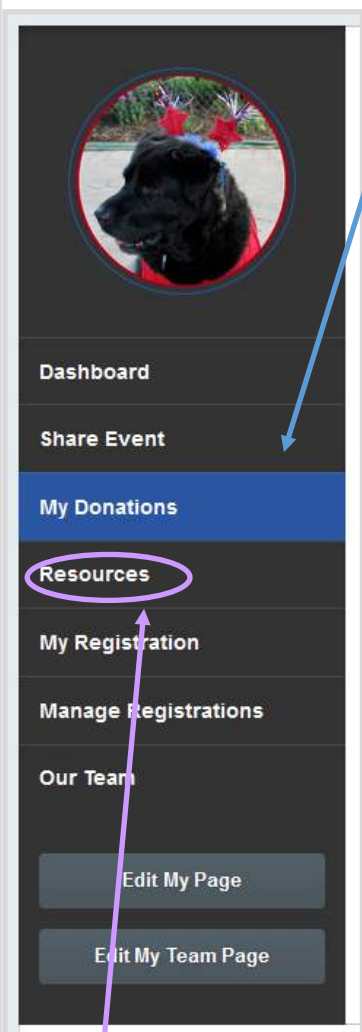 Dashboard
Share Event
My Donations
Resources
My Registration
Manage Registrations
Our Team
Edit My Page
Edit My Team Page